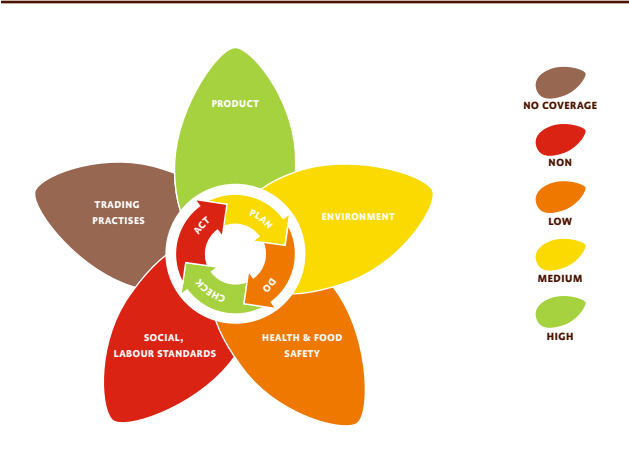 PRODUCT
TRADING
PRACTISES
ENVIRONMENT
ACT
PLAN
CHECK
DO
SOCIAL,
LABOUR STANDARDS
HEALTH & FOOD
SAFETY
NO COVERAGE
NON
LOW
MEDIUM
HIGH